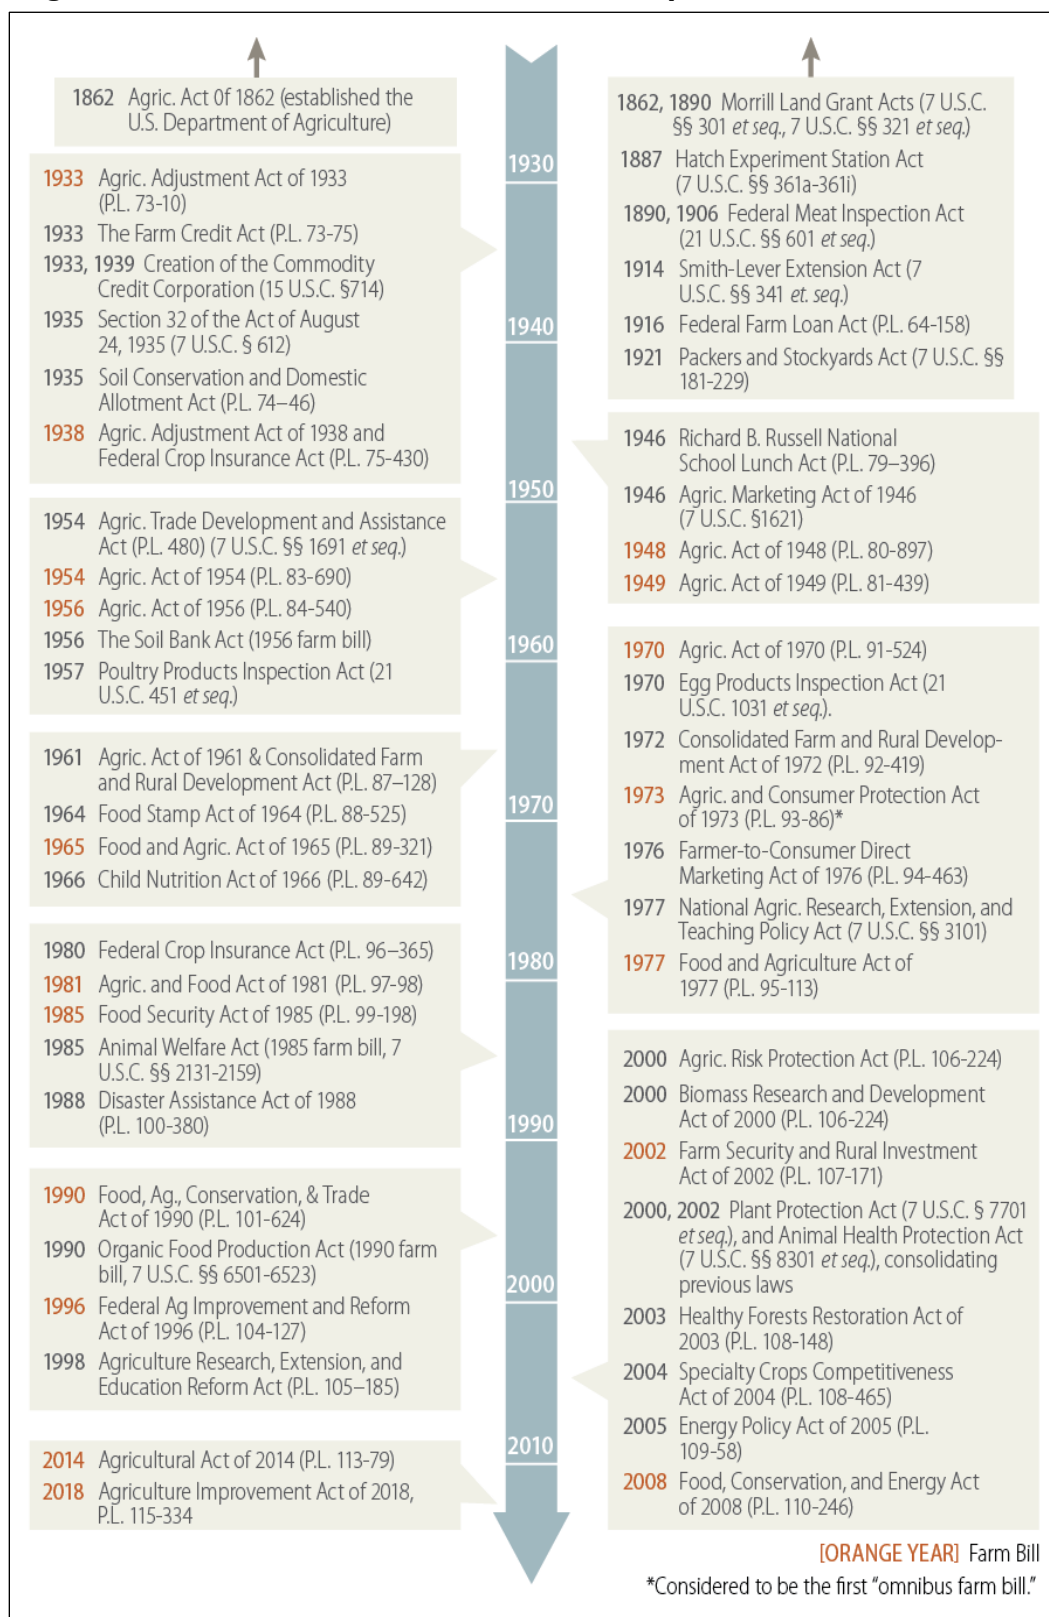 1862 Agric. Act 0f 1862 (established the
U.S. Department of Agriculture)
1933 Agric. Adjustment Act of 1933
(P.L. 73-10)
1933 The Farm Credit Act (P.L. 73-75)
1933, 1939 Creation of the Commodity
Credit Corporation (15 U.S.C. §714)
1935 Section 32 of the Act of August
24, 1935 (7 U.S.C. § 612)
1935 Soil Conservation and Domestic
Allotment Act (P.L. 74–46)
1938 Agric. Adjustment Act of 1938 and
Federal Crop Insurance Act (P.L. 75-430)
1954 Agric. Trade Development and Assistance
Act (P.L. 480) (7 U.S.C. §§ 1691 et seq.)
1954 Agric. Act of 1954 (P.L. 83-690)
1956 Agric. Act of 1956 (P.L. 84-540)
1956 The Soil Bank Act (1956 farm bill)
1957 Poultry Products Inspection Act (21
U.S.C. 451 et seq.)
1961 Agric. Act of 1961 & Consolidated Farm
and Rural Development Act (P.L. 87–128)
1964 Food Stamp Act of 1964 (P.L. 88-525)
1965 Food and Agric. Act of 1965 (P.L. 89-321)
1966 Child Nutrition Act of 1966 (P.L. 89-642)
1980 Federal Crop Insurance Act (P.L. 96–365)
1981 Agric. and Food Act of 1981 (P.L. 97-98)
1985 Food Security Act of 1985 (P.L. 99-198)
1985 Animal Welfare Act (1985 farm bill, 7
U.S.C. §§ 2131-2159)
1988 Disaster Assistance Act of 1988
(P.L. 100-380)
1990 Food, Ag., Conservation, & Trade
Act of 1990 (P.L. 101-624)
1990 Organic Food Production Act (1990 farm
bill, 7 U.S.C. §§ 6501-6523)
1996 Federal Ag Improvement and Reform
Act of 1996 (P.L. 104-127)
1998 Agriculture Research, Extension, and
Education Reform Act (P.L. 105–185)
2014 Agricultural Act of 2014 (P.L. 113-79)
2018 Agriculture Improvement Act of 2018,
P.L. 115-334
1930
1940
1950
1960
1970
1980
1990
2000
2010
1862, 1890 Morrill Land Grant Acts (7 U.S.C.
§§ 301 et seq., 7 U.S.C. §§ 321 et seq.)
1887 Hatch Experiment Station Act
(7 U.S.C. §§ 361a-361i)
1890, 1906 Federal Meat Inspection Act
(21 U.S.C. §§ 601 et seq.)
1914 Smith-Lever Extension Act (7
U.S.C. §§ 341 et. seq.)
1916 Federal Farm Loan Act (P.L. 64-158)
1921 Packers and Stockyards Act (7 U.S.C. §§
181-229)
1946 Richard B. Russell National
School Lunch Act (P.L. 79–396)
1946 Agric. Marketing Act of 1946
(7 U.S.C. §1621)
1948 Agric. Act of 1948 (P.L. 80-897)
1949 Agric. Act of 1949 (P.L. 81-439)
1970 Agric. Act of 1970 (P.L. 91-524)
1970 Egg Products Inspection Act (21
U.S.C. 1031 et seq.).
1972 Consolidated Farm and Rural Develop-
ment Act of 1972 (P.L. 92-419)
1973 Agric. and Consumer Protection Act
of 1973 (P.L. 93-86)*
1976 Farmer-to-Consumer Direct
Marketing Act of 1976 (P.L. 94-463)
1977 National Agric. Research, Extension, and
Teaching Policy Act (7 U.S.C. §§ 3101)
1977 Food and Agriculture Act of
1977 (P.L. 95-113)
2000 Agric. Risk Protection Act (P.L. 106-224)
2000 Biomass Research and Development
Act of 2000 (P.L. 106-224)
2002 Farm Security and Rural Investment
Act of 2002 (P.L. 107-171)
2000, 2002 Plant Protection Act (7 U.S.C. § 7701
et seq.), and Animal Health Protection Act
(7 U.S.C. §§ 8301 et seq.), consolidating
previous laws
2003 Healthy Forests Restoration Act of
2003 (P.L. 108-148)
2004 Specialty Crops Competitiveness
Act of 2004 (P.L. 108-465)
2005 Energy Policy Act of 2005 (P.L.
109-58)
2008 Food, Conservation, and Energy Act
of 2008 (P.L. 110-246)
[ORANGE YEAR] Farm Bill
*Considered to be the first "omnibus farm bill."